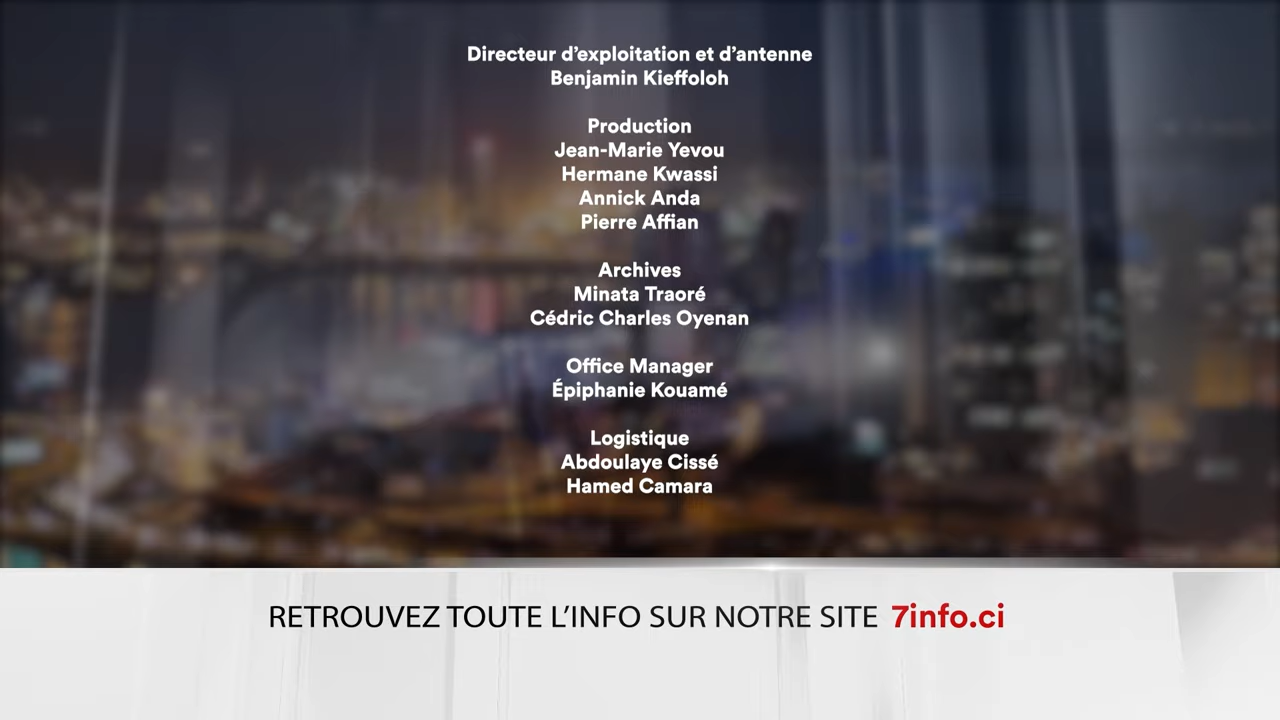 Directeur d’exploitation et d’antenne
Benjamin Kieffoloh
Production
Jean-Marie Yevou
Hermane Kwassi
Annick Anda
Pierre Affian
Archives
Minata Traoré
Cédric Charles Oyenan
Office Manager
Épiphanie Kouamé
Logistique
Abdoulaye Cissé
Hamed Camara
RETROUVEZ TOUTE L’INFO SUR NOTRE SITE 7info.ci